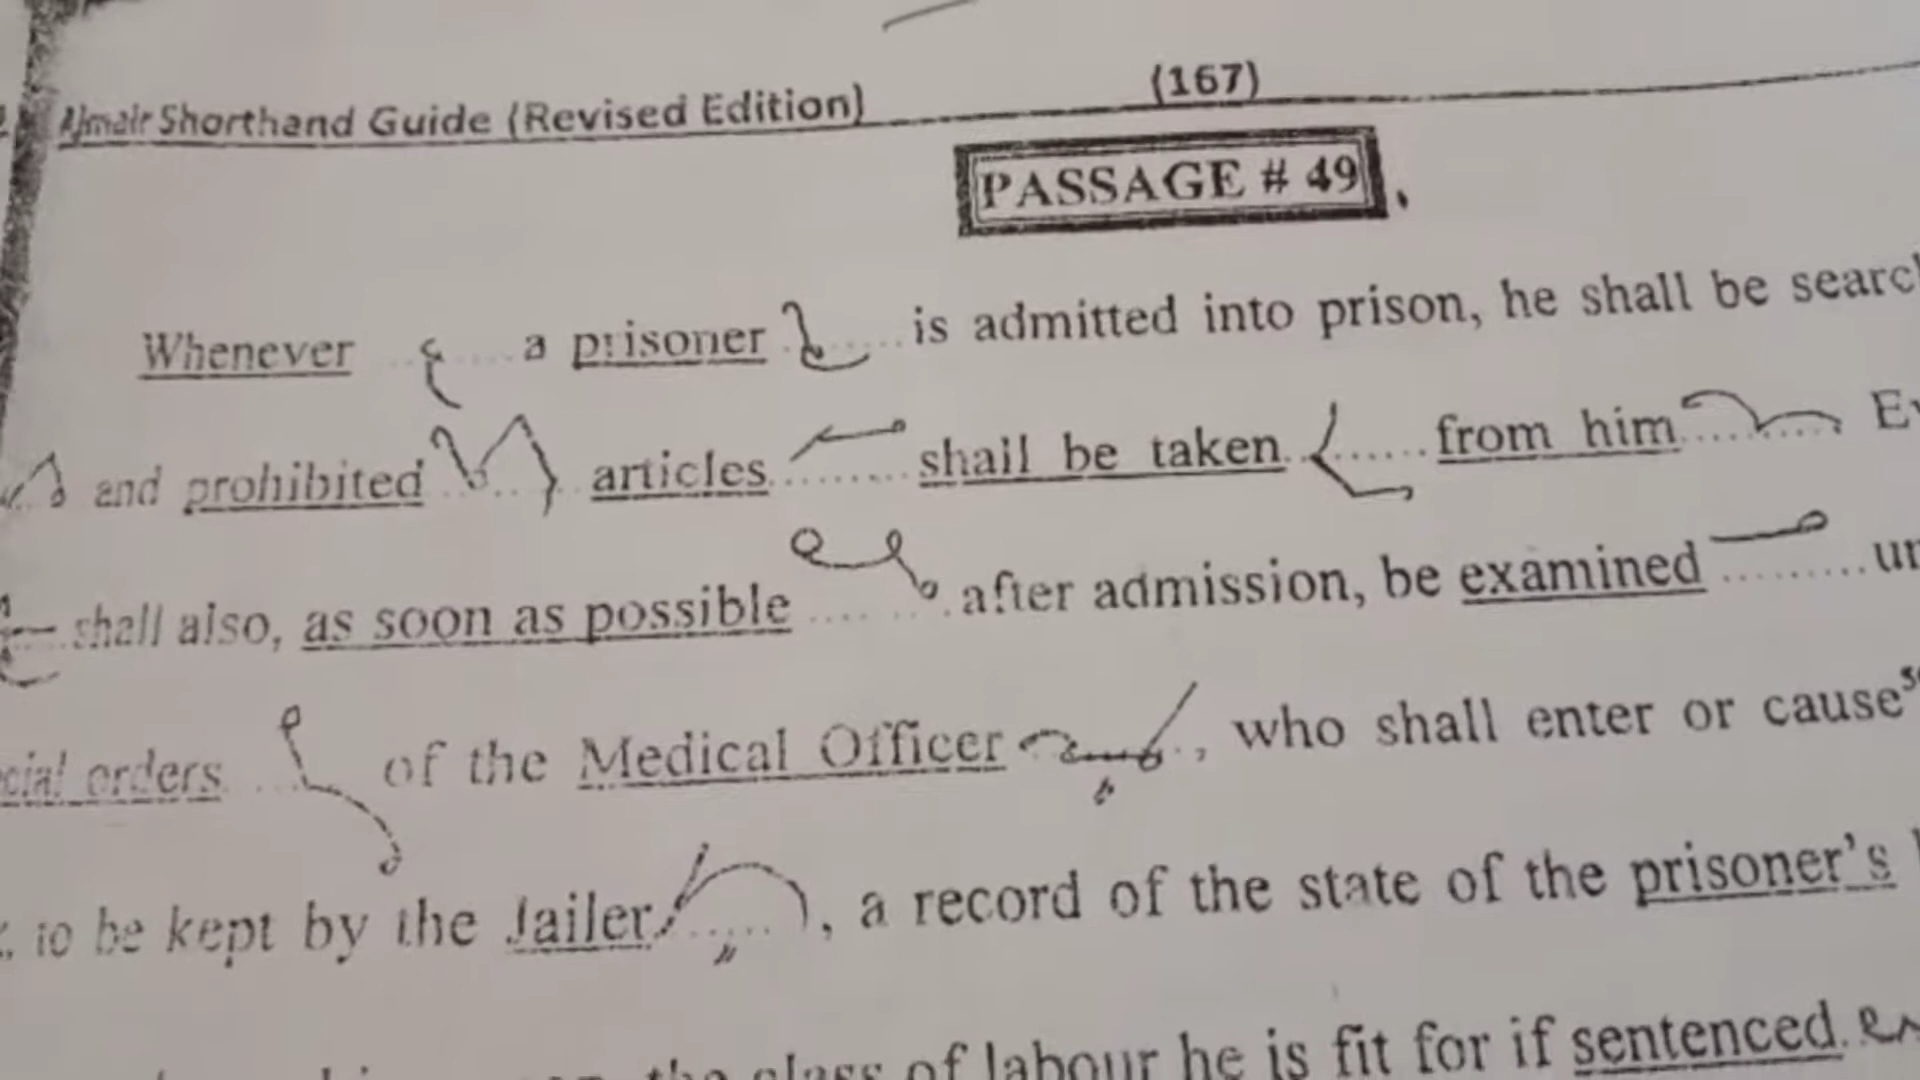 Ajmair Shorthand Guide (Revised Edition) (167)
PASSAGE # 49
Whenever a prisoner is admitted into prison, he shall be search
and prohibited articles shall be taken from him Ev
shall also, as soon as possible after admission, be examined un
cial orders of the Medical Officer , who shall enter or cause
, to be kept by the Jailer , a record of the state of the prisoner's
the class of labour he is fit for if sentenced